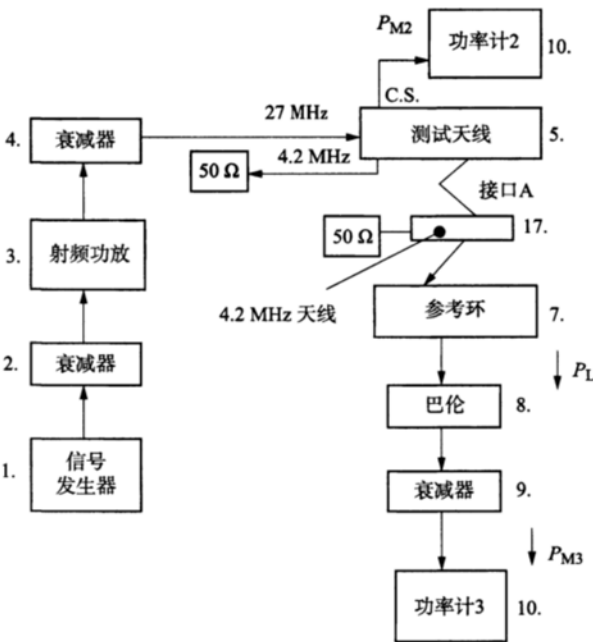 P_M2
功率计2
10.
C.S.
27 MHz
4.
衰减器
测试天线
5.
4.2 MHz
50 Ω
接口A
50 Ω
17.
3.
射频功放
4.2 MHz 天线
参考环
7.
2.
衰减器
P_L
巴伦
8.
1.
信号
发生器
衰减器
9.
P_M3
功率计3
10.